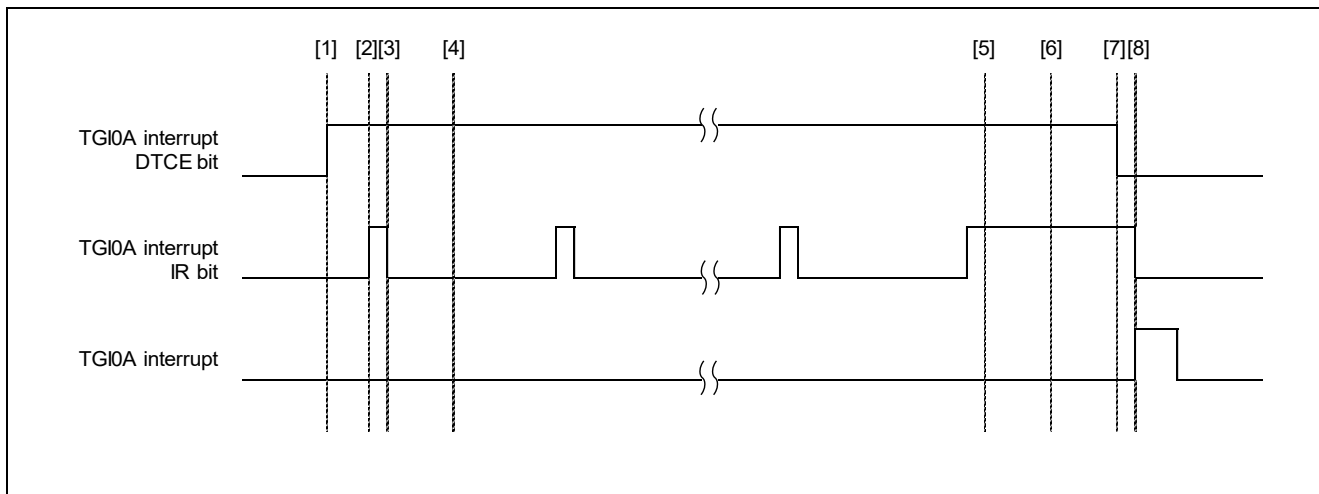 [1] [2][3] [4] [5] [6] [7][8]
TGI0A interrupt
DTCE bit
TGI0A interrupt
IR bit
TGI0A interrupt